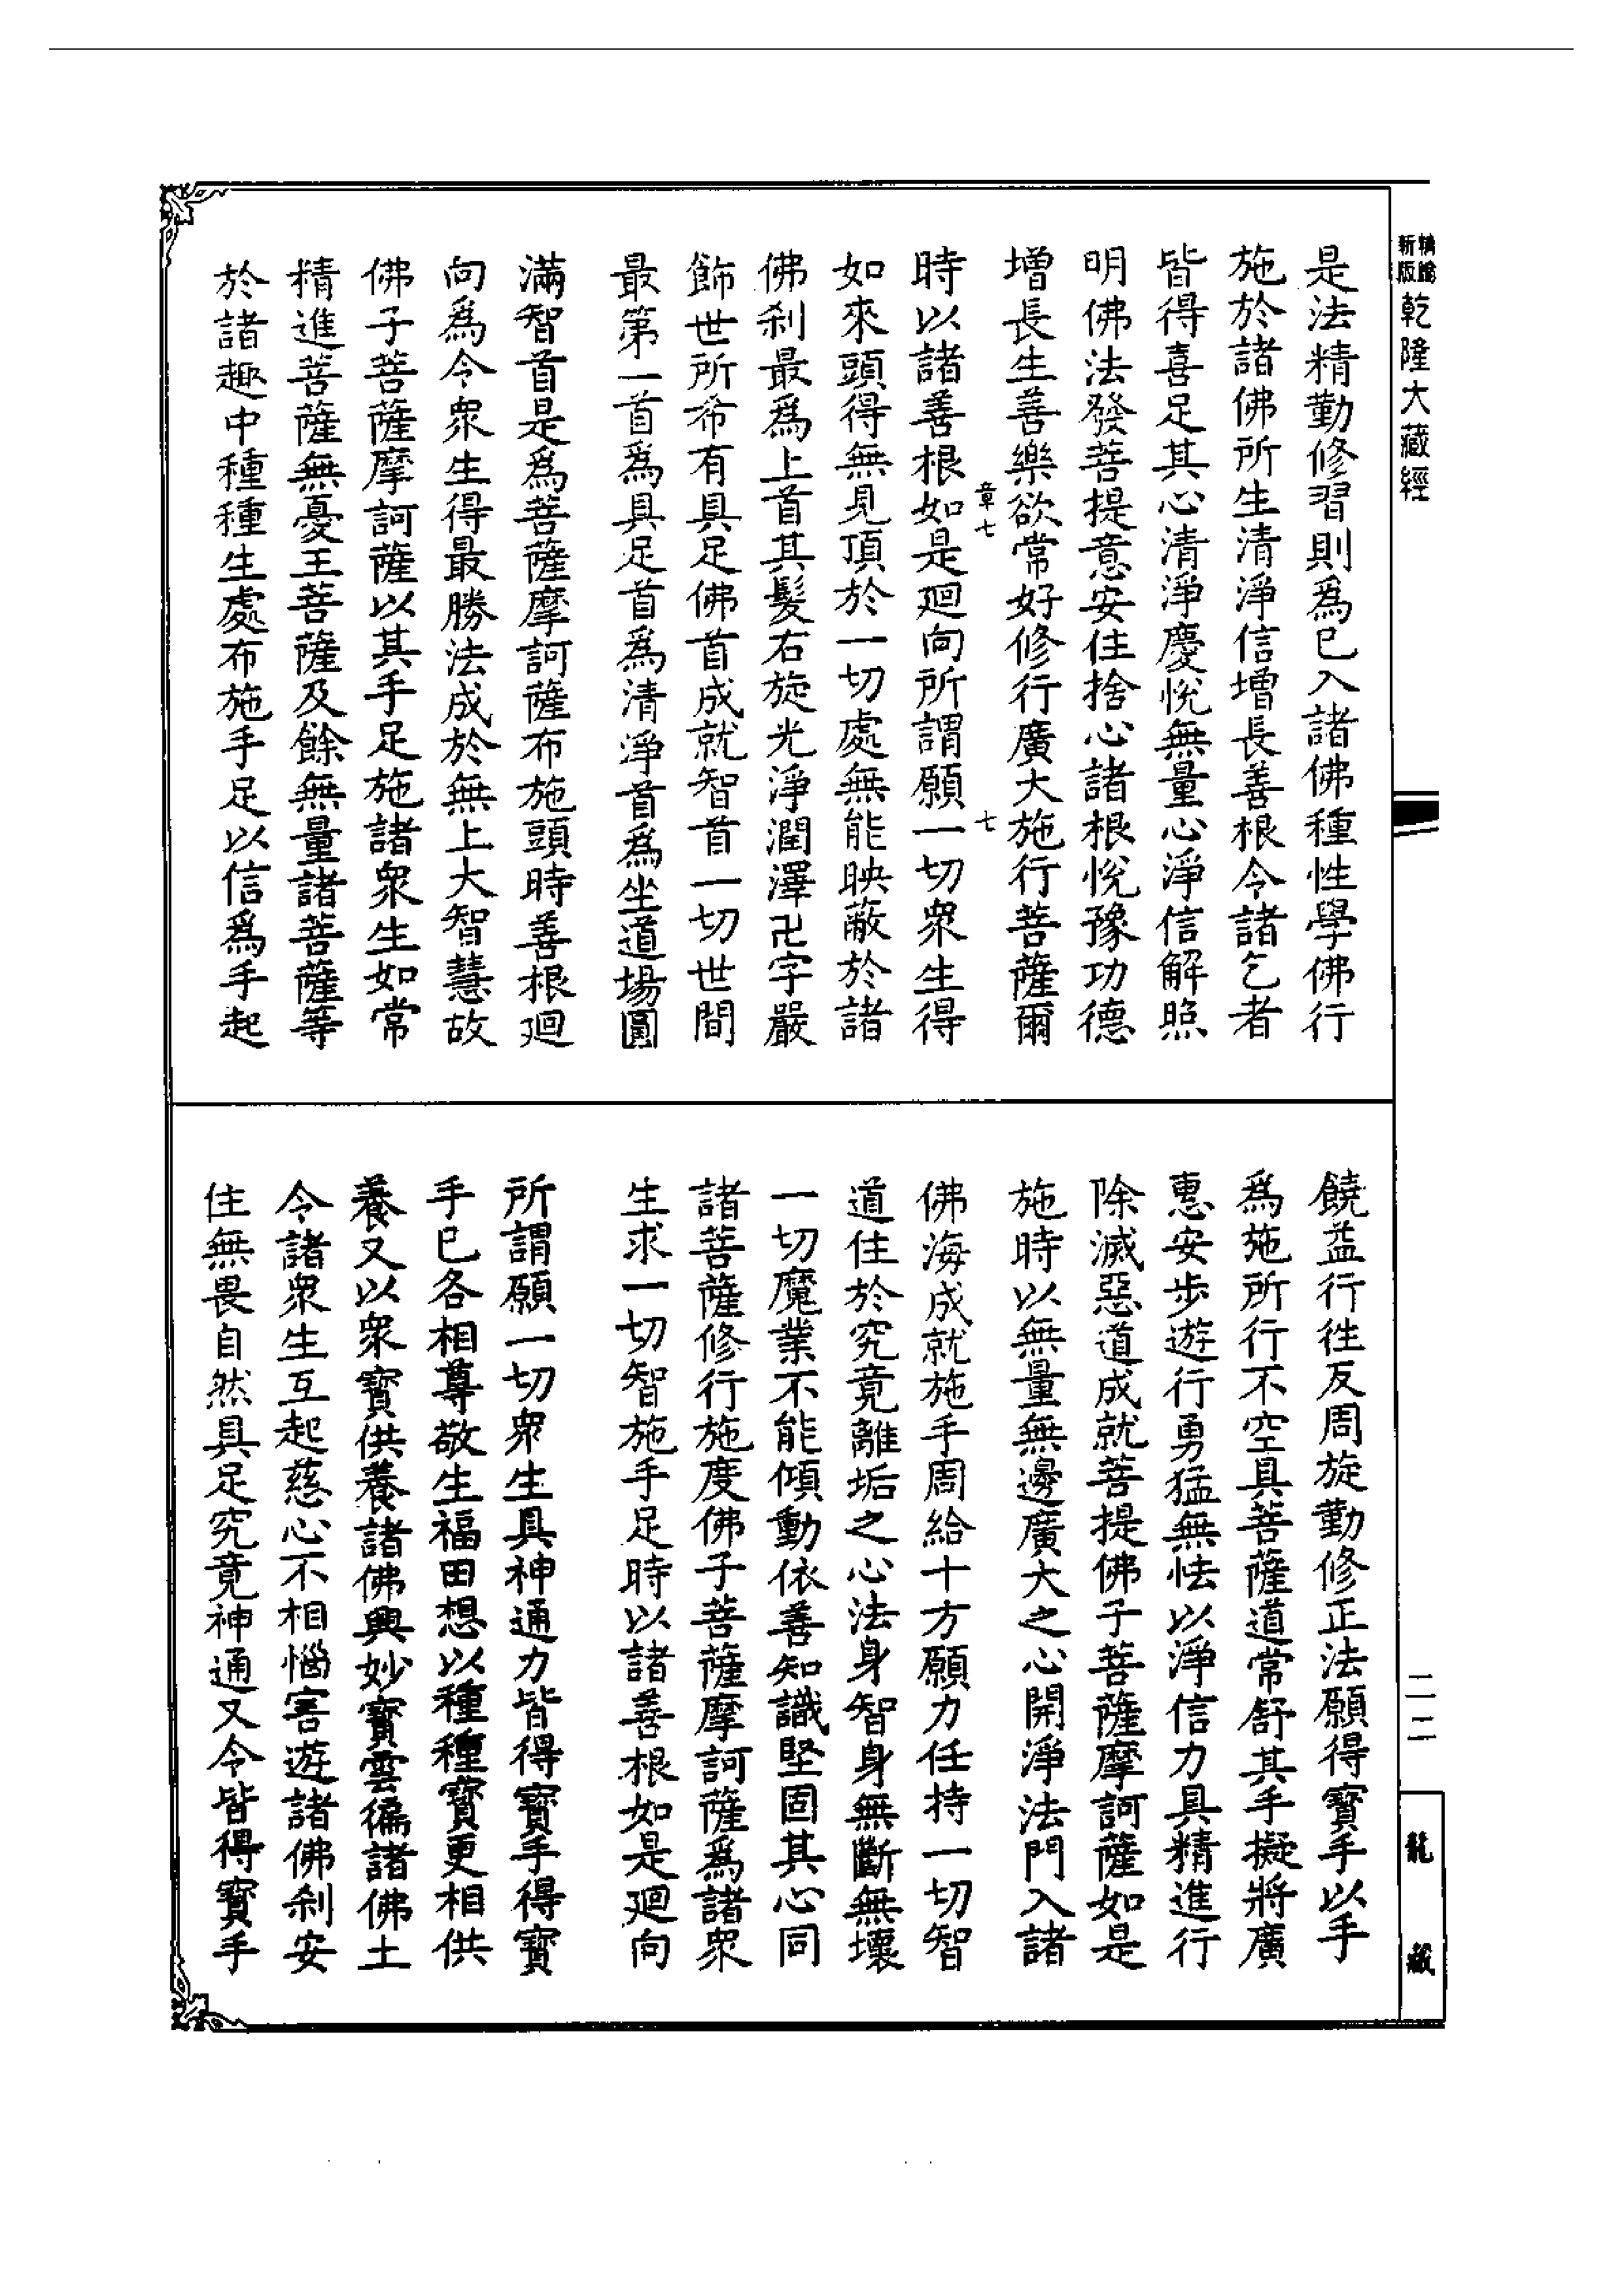 乾隆大藏經
二二
龍藏
是法精勤修習則為已入諸佛種性學佛行
施於諸佛所生清淨信增長善根令諸乞者
皆得喜足其心清淨慶悅無量心淨信解照
明佛法發菩提意安住捨心諸根悅豫功德
增長生善樂欲常好修行廣大施行菩薩爾
章七 七
時以諸善根如是迴向所謂願一切眾生得
如來頭得無見頂於一切處無能映蔽於諸
佛剎最為上首其髮右旋光淨潤澤卍字嚴
飾世所希有具足佛首成就智首一切世間
最第一首為具足首為清淨首為坐道場圓
滿智首是為菩薩摩訶薩布施頭時善根迴
向為令眾生得最勝法成於無上大智慧故
佛子菩薩摩訶薩以其手足施諸眾生如常
精進菩薩無憂王菩薩及餘無量諸菩薩等
於諸趣中種種生處布施手足以信為手起
饒益行往反周旋勤修正法願得寶手以手
為施所行不空具菩薩道常舒其手擬將廣
惠安步遊行勇猛無怯以淨信力具精進行
除滅惡道成就菩提佛子菩薩摩訶薩如是
施時以無量無邊廣大之心開淨法門入諸
佛海成就施手周給十方願力任持一切智
道住於究竟離垢之心法身智身無斷無壞
一切魔業不能傾動依善知識堅固其心同
諸菩薩修行施度佛子菩薩摩訶薩為諸眾
生求一切智施手足時以諸善根如是迴向
所謂願一切眾生具神通力皆得寶手得寶
手已各相尊敬生福田想以種種寶更相供
養又以眾寶供養諸佛興妙寶雲徧諸佛土
令諸眾生互起慈心不相惱害遊諸佛剎安
住無畏自然具足究竟神通又令皆得寶手